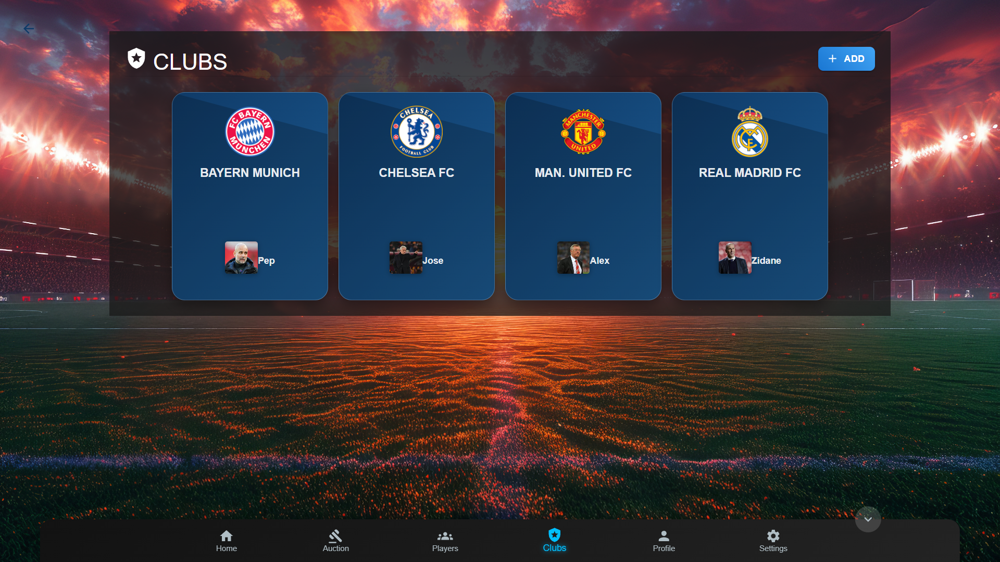 CLUBS
+ ADD
FC BAYERN
MÜNCHEN
CHELSEA
FOOTBALL CLUB
MANCHESTER
UNITED
BAYERN MUNICH
CHELSEA FC
MAN. UNITED FC
REAL MADRID FC
Pep
Jose
Alex
Zidane
Home
Auction
Players
Clubs
Profile
Settings